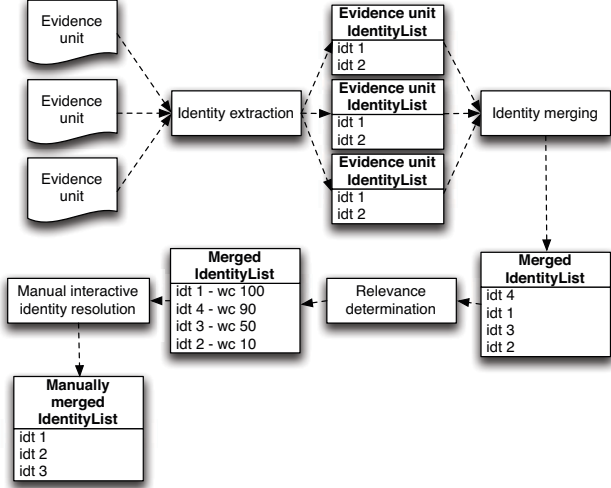 Evidence
unit
Evidence
unit
Evidence
unit
Identity extraction
Evidence unit
IdentityList
idt 1
idt 2
Evidence unit
IdentityList
idt 1
idt 2
Evidence unit
IdentityList
idt 1
idt 2
Identity merging
Merged
IdentityList
idt 4
idt 1
idt 3
idt 2
Relevance
determination
Merged
IdentityList
idt 1 - wc 100
idt 4 - wc 90
idt 3 - wc 50
idt 2 - wc 10
Manual interactive
identity resolution
Manually
merged
IdentityList
idt 1
idt 2
idt 3